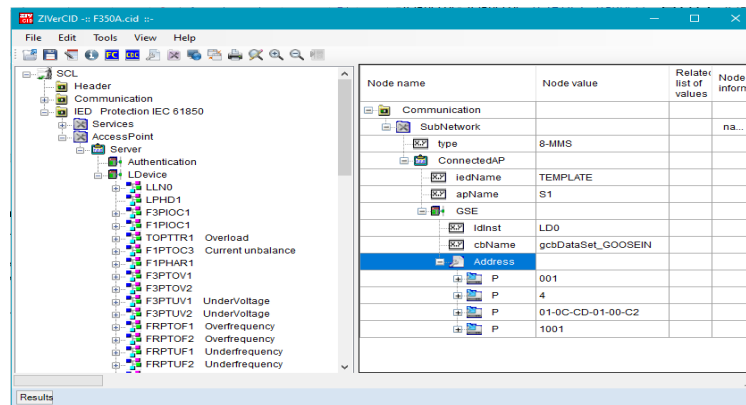 ZIVerCID -:: F350A.cid ::-
File Edit Tools View Help
SCL
Header
Communication
IED Protection IEC 61850
Services
AccessPoint
Server
Authentication
LDevice
LLN0
LPHD1
F3PIOC1
F1PIOC1
TOPTTR1 Overload
F1PTOC3 Current unbalance
F1PHAR1
F3PTOV1
F3PTOV2
F3PTUV1 UnderVoltage
F3PTUV2 UnderVoltage
FRPTOF1 Overfrequency
FRPTOF2 Overfrequency
FRPTUF1 Underfrequency
FRPTUF2 Underfrequency
Node name Node value Related list of values Node inform
Communication
SubNetwork na...
type 8-MMS
ConnectedAP
iedName TEMPLATE
apName S1
GSE
ldInst LD0
cbName gcbDataSet_GOOSEIN
Address
P 001
P 4
P 01-0C-CD-01-00-C2
P 1001
Results